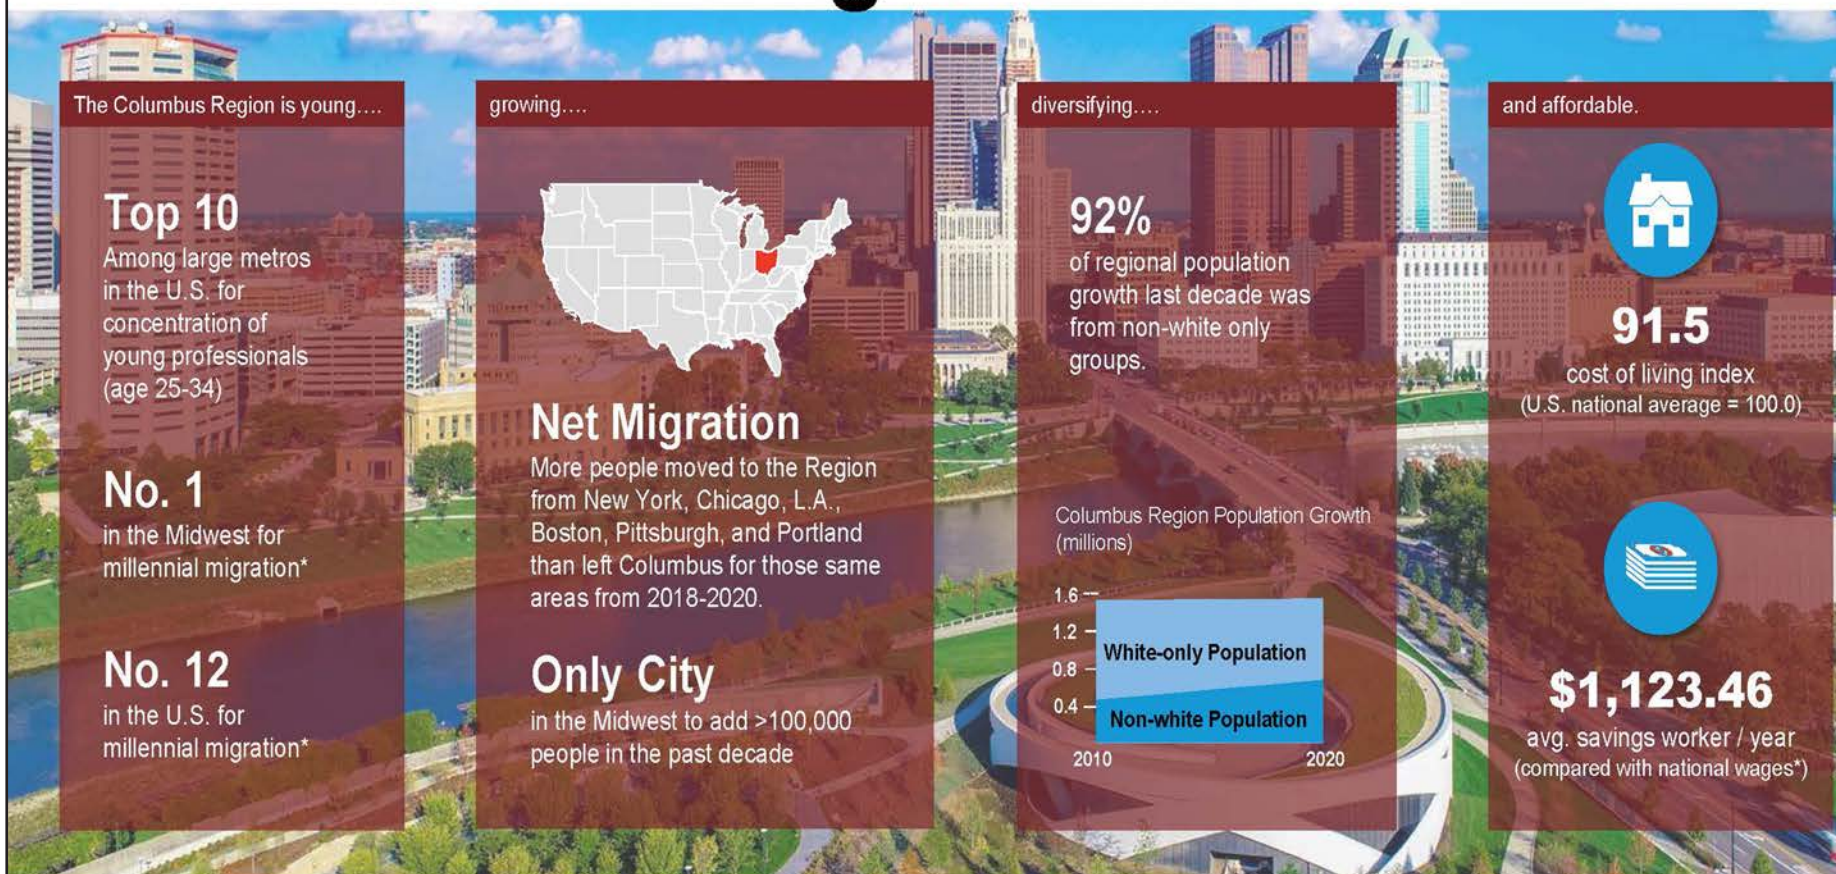 The Columbus Region is young....
Top 10
Among large metros
in the U.S. for
concentration of
young professionals
(age 25-34)
No. 1
in the Midwest for
millennial migration*
No. 12
in the U.S. for
millennial migration*
growing....
Net Migration
More people moved to the Region
from New York, Chicago, L.A.,
Boston, Pittsburgh, and Portland
than left Columbus for those same
areas from 2018-2020.
Only City
in the Midwest to add >100,000
people in the past decade
diversifying....
92%
of regional population
growth last decade was
from non-white only
groups.
Columbus Region Population Growth
(millions)
1.6
1.2
0.8
0.4
White-only Population
Non-white Population
2010 2020
and affordable.
91.5
cost of living index
(U.S. national average = 100.0)
$1,123.46
avg. savings worker / year
(compared with national wages*)